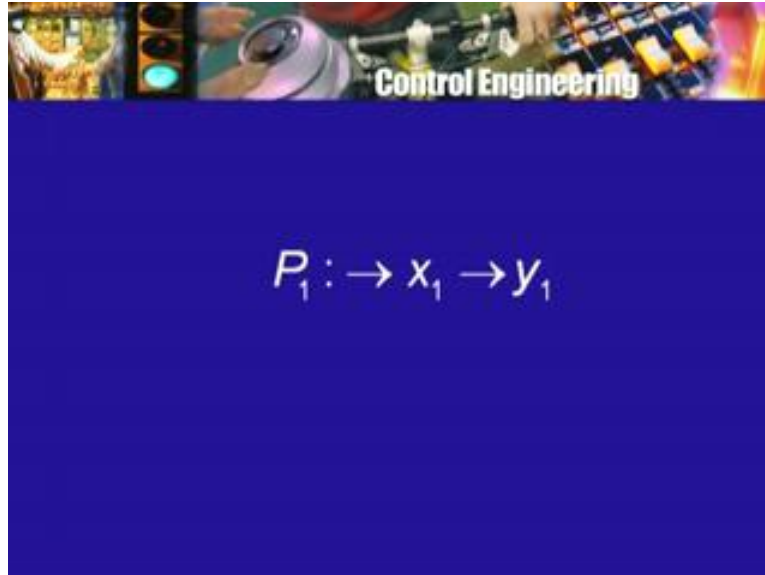 Control Engineering
P₁ : → x₁ → y₁